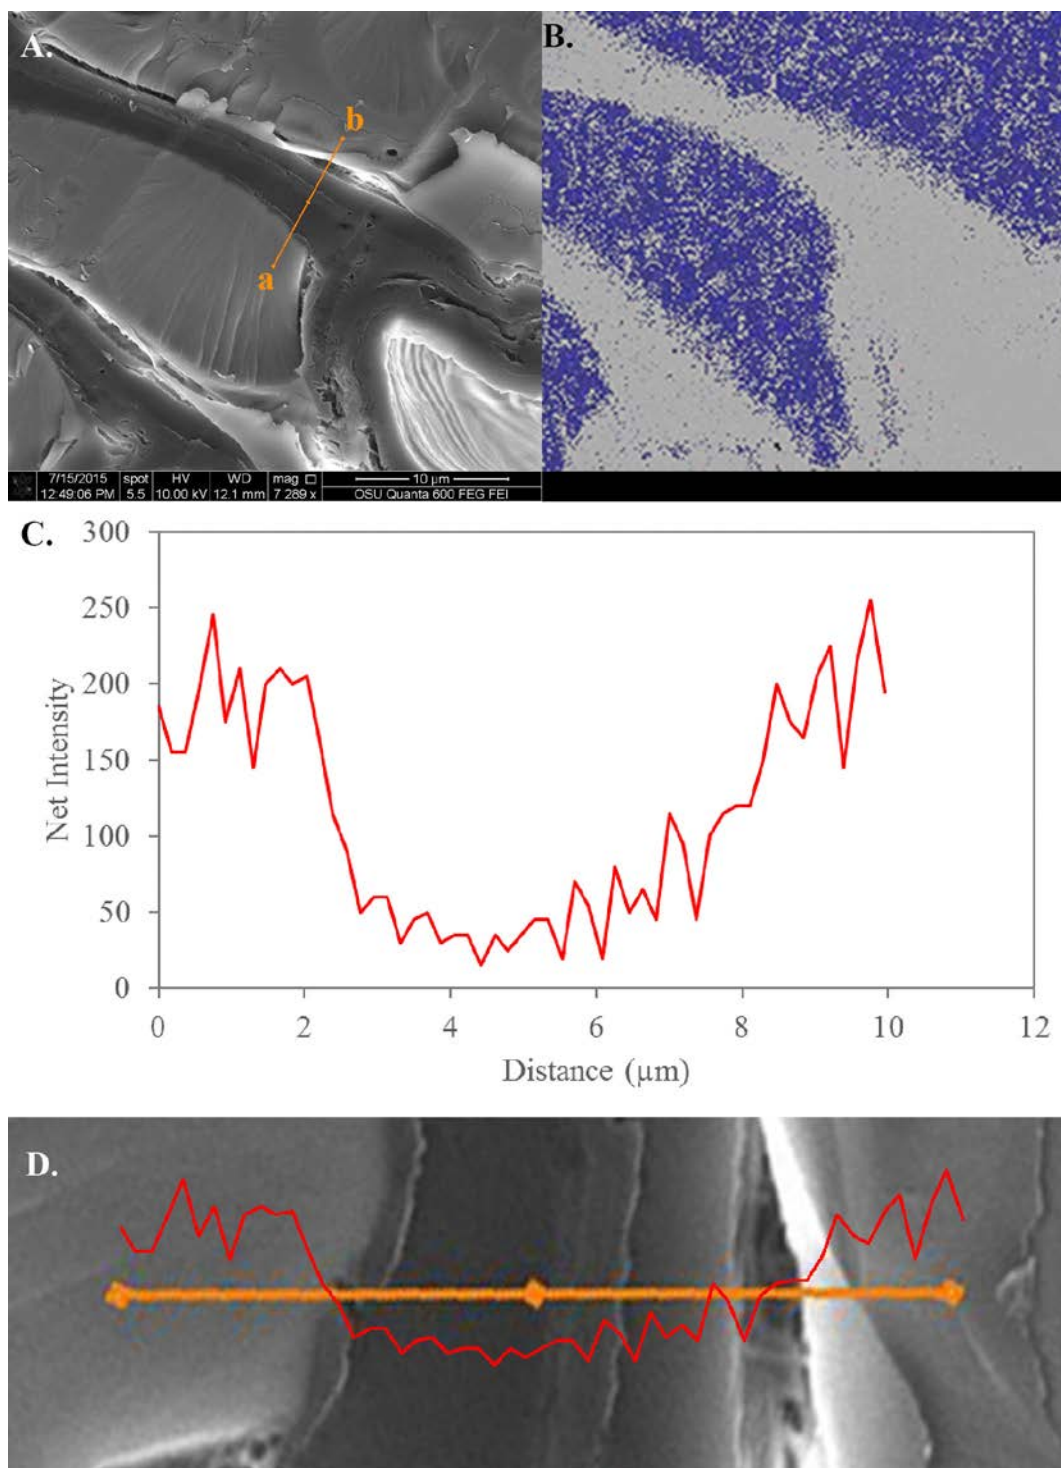 A.
B.
b
a
7/15/2015 spot HV WD mag 10 µm
12:49:06 PM 5.5 10.00 kV 12.1 mm 7 289 x OSU Quanta 600 FEG FEI
C.
300
250
200
150
100
50
0
Net Intensity
0 2 4 6 8 10 12
Distance (µm)
D.